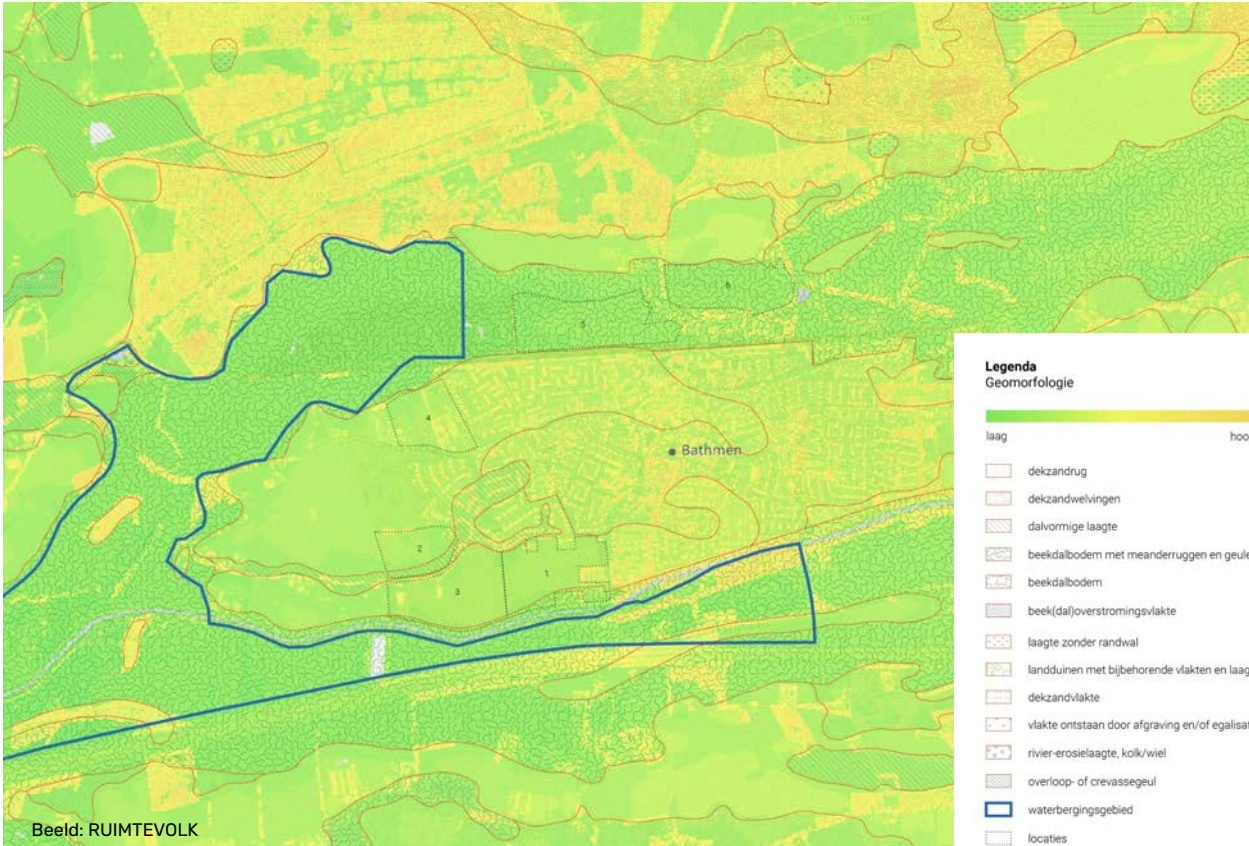 6
5
4
Bathmen
2
1
3
Beeld: RUIMTEVOLK
Legenda
Geomorfologie
laag hoo
dekzandrug
dekzandwelvingen
dalvormige laagte
beekdalbodem met meanderruggen en geule
beekdalbodem
beek(dal)overstromingsvlakte
laagte zonder randwal
landduinen met bijbehorende vlakten en laag
dekzandvlakte
vlakte ontstaan door afgraving en/of egalisat
rivier-erosielaagte, kolk/wiel
overloop- of crevassegeul
waterbergingsgebied
locaties